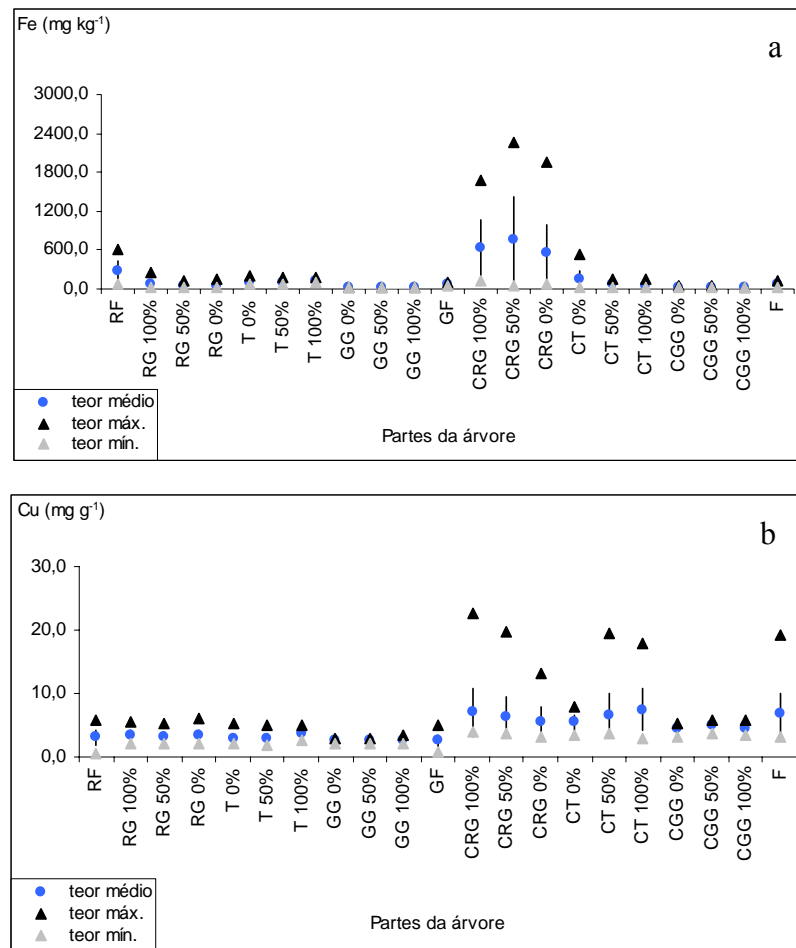 Fe (mg kg-1)
a
3000,0
2400,0
1800,0
1200,0
600,0
0,0
RF
RG 100%
RG 50%
RG 0%
T 0%
T 50%
T 100%
GG 0%
GG 50%
GG 100%
GF
CRG 100%
CRG 50%
CRG 0%
CT 0%
CT 50%
CT 100%
CGG 0%
CGG 50%
CGG 100%
F
teor médio
teor máx.
teor mín.
Partes da árvore
Cu (mg g-1)
b
30,0
20,0
10,0
0,0
RF
RG 100%
RG 50%
RG 0%
T 0%
T 50%
T 100%
GG 0%
GG 50%
GG 100%
GF
CRG 100%
CRG 50%
CRG 0%
CT 0%
CT 50%
CT 100%
CGG 0%
CGG 50%
CGG 100%
F
teor médio
teor máx.
teor mín.
Partes da árvore